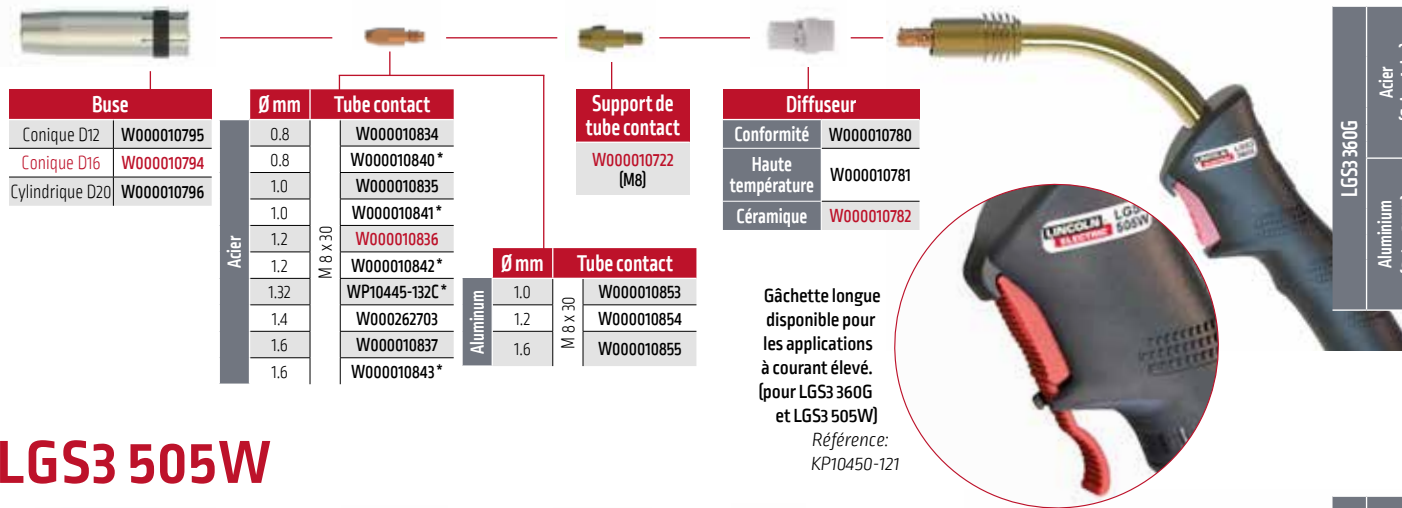 Buse
Conique D12 W000010795
Conique D16 W000010794
Cylindrique D20 W000010796
Ø mm Tube contact
Acier
M 8 x 30
0.8 W000010834
0.8 W000010840*
1.0 W000010835
1.0 W000010841*
1.2 W000010836
1.2 W000010842*
1.32 WP10445-132C*
1.4 W000262703
1.6 W000010837
1.6 W000010843*
Ø mm Tube contact
Aluminum
M 8 x 30
1.0 W000010853
1.2 W000010854
1.6 W000010855
Support de
tube contact
W000010722
(M8)
Diffuseur
Conformité W000010780
Haute
température W000010781
Céramique W000010782
Gâchette longue
disponible pour
les applications
à courant élevé.
(pour LGS3 360G
et LGS3 505W)
Référence:
KP10450-121
LINCOLN
ELECTRIC
505W
LGS3 360G
Acier
Aluminium
LGS3 505W